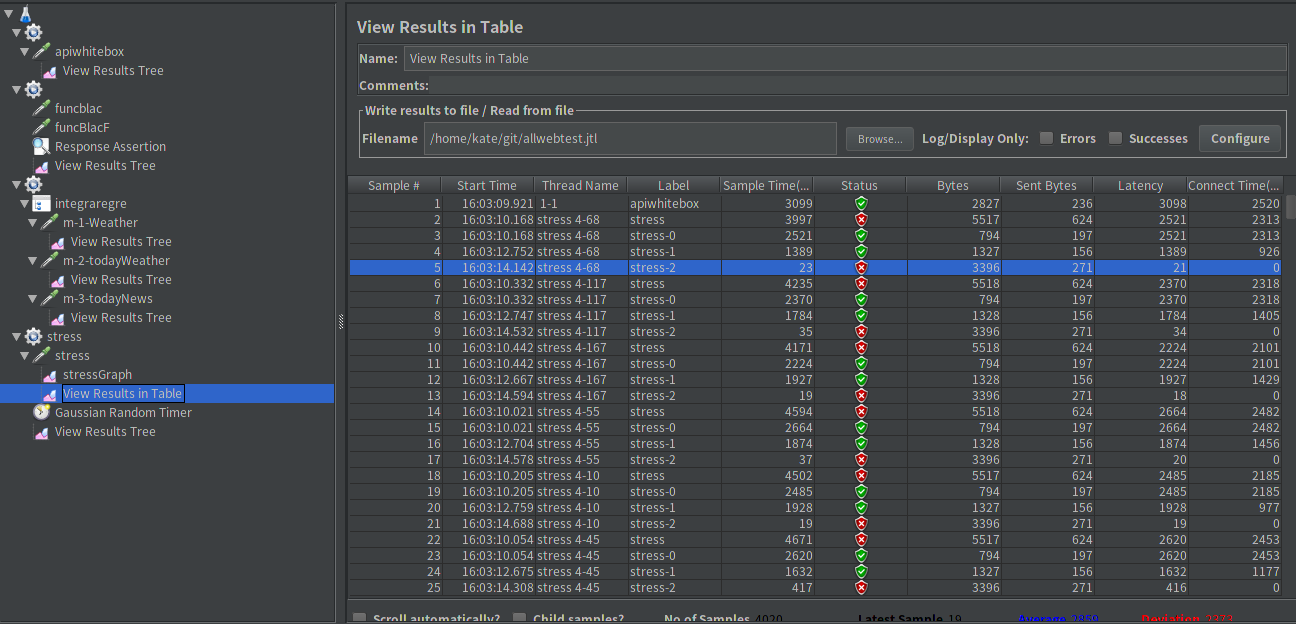 apiwhitebox
View Results Tree
funcblac
funcBlacF
Response Assertion
View Results Tree
integraregre
m-1-Weather
View Results Tree
m-2-todayWeather
View Results Tree
m-3-todayNews
View Results Tree
stress
stress
stressGraph
View Results in Table
Gaussian Random Timer
View Results Tree
View Results in Table
Name: View Results in Table
Comments:
Write results to file / Read from file
Filename /home/kate/git/allwebtest.jtl Browse... Log/Display Only: Errors Successes Configure
Sample # Start Time Thread Name Label Sample Time(... Status Bytes Sent Bytes Latency Connect Time(...
1 16:03:09.921 1-1 apiwhitebox 3099 2827 236 3098 2520
2 16:03:10.168 stress 4-68 stress 3997 5517 624 2521 2313
3 16:03:10.168 stress 4-68 stress-0 2521 794 197 2521 2313
4 16:03:12.752 stress 4-68 stress-1 1389 1327 156 1389 926
5 16:03:14.142 stress 4-68 stress-2 23 3396 271 21 0
6 16:03:10.332 stress 4-117 stress 4235 5518 624 2370 2318
7 16:03:10.332 stress 4-117 stress-0 2370 794 197 2370 2318
8 16:03:12.747 stress 4-117 stress-1 1784 1328 156 1784 1405
9 16:03:14.532 stress 4-117 stress-2 35 3396 271 34 0
10 16:03:10.442 stress 4-167 stress 4171 5518 624 2224 2101
11 16:03:10.442 stress 4-167 stress-0 2224 794 197 2224 2101
12 16:03:12.667 stress 4-167 stress-1 1927 1328 156 1927 1429
13 16:03:14.594 stress 4-167 stress-2 19 3396 271 18 0
14 16:03:10.021 stress 4-55 stress 4594 5518 624 2664 2482
15 16:03:10.021 stress 4-55 stress-0 2664 794 197 2664 2482
16 16:03:12.704 stress 4-55 stress-1 1874 1328 156 1874 1456
17 16:03:14.578 stress 4-55 stress-2 37 3396 271 20 0
18 16:03:10.205 stress 4-10 stress 4502 5517 624 2485 2185
19 16:03:10.205 stress 4-10 stress-0 2485 794 197 2485 2185
20 16:03:12.759 stress 4-10 stress-1 1928 1327 156 1928 977
21 16:03:14.688 stress 4-10 stress-2 19 3396 271 19 0
22 16:03:10.054 stress 4-45 stress 4671 5517 624 2620 2453
23 16:03:10.054 stress 4-45 stress-0 2620 794 197 2620 2453
24 16:03:12.675 stress 4-45 stress-1 1632 1327 156 1632 1177
25 16:03:14.308 stress 4-45 stress-2 417 3396 271 416 0
Scroll automatically? Child samples? No of Samples 4020 Latest Sample 19 Average 2859 Deviation 2373